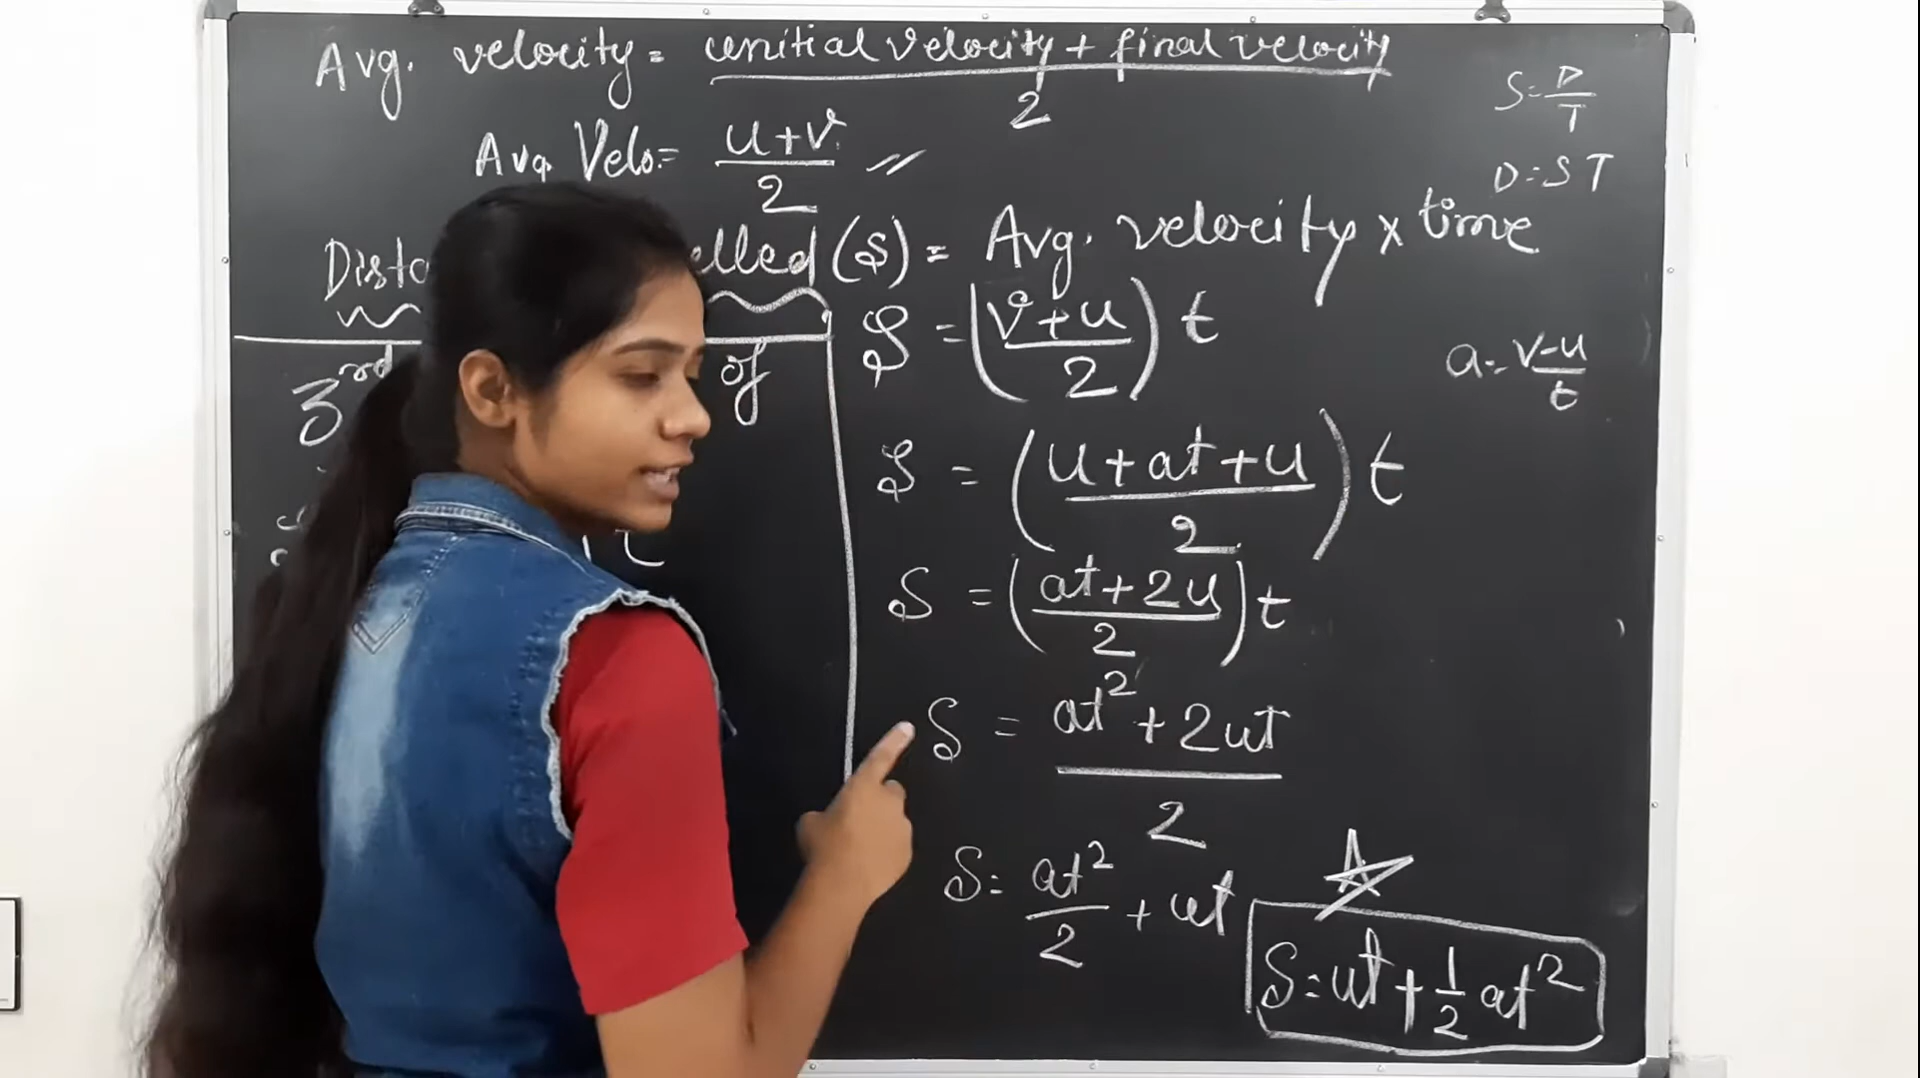 Avg. velocity = initial velocity + final velocity / 2
Avg. Velo. = u+v / 2
S = D / T
D = S T
elled (S) = Avg. velocity x time
S = (v+u / 2) t
a = v-u / t
3rd of
S = (u+at+u / 2) t
S = (at+2u / 2) t
S = at² + 2ut / 2
S = at² / 2 + ut
S = ut + 1/2 at²